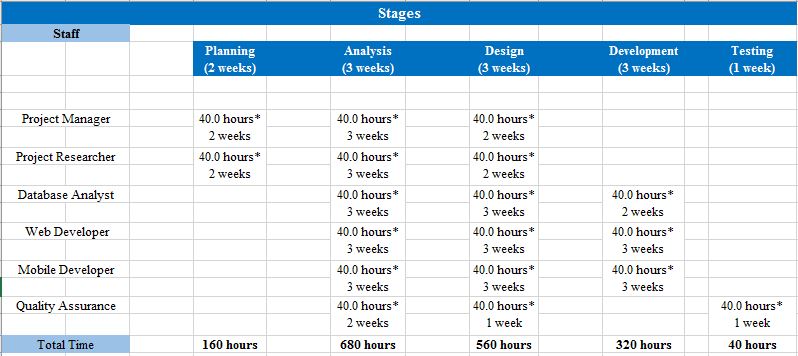 Stages
Staff
Planning Analysis Design Development Testing
(2 weeks) (3 weeks) (3 weeks) (3 weeks) (1 week)
Project Manager 40.0 hours* 40.0 hours* 40.0 hours*
2 weeks 3 weeks 2 weeks
Project Researcher 40.0 hours* 40.0 hours* 40.0 hours*
2 weeks 3 weeks 2 weeks
Database Analyst 40.0 hours* 40.0 hours* 40.0 hours*
3 weeks 3 weeks 2 weeks
Web Developer 40.0 hours* 40.0 hours* 40.0 hours*
3 weeks 3 weeks 3 weeks
Mobile Developer 40.0 hours* 40.0 hours* 40.0 hours*
3 weeks 3 weeks 3 weeks
Quality Assurance 40.0 hours* 40.0 hours* 40.0 hours*
2 weeks 1 week 1 week
Total Time 160 hours 680 hours 560 hours 320 hours 40 hours